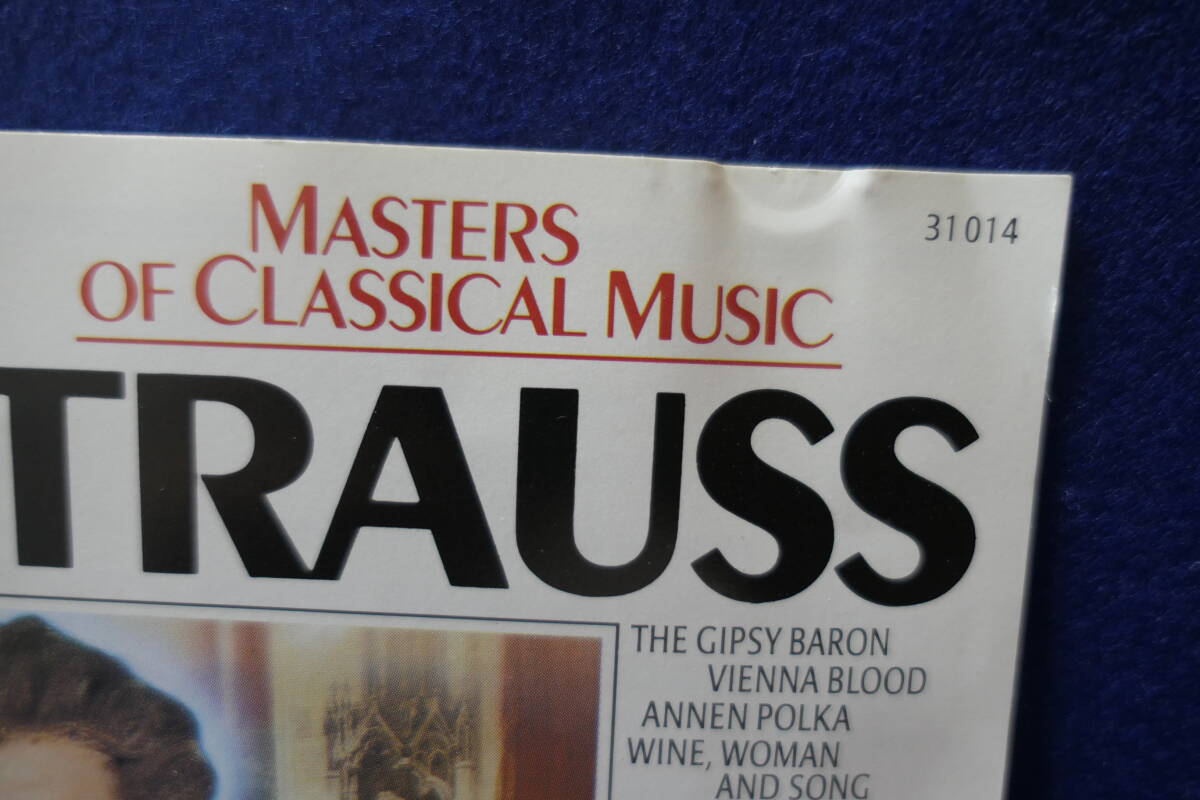 MASTERS
OF CLASSICAL MUSIC
31014
TRAUSS
THE GIPSY BARON
VIENNA BLOOD
ANNEN POLKA
WINE, WOMAN
AND SONG